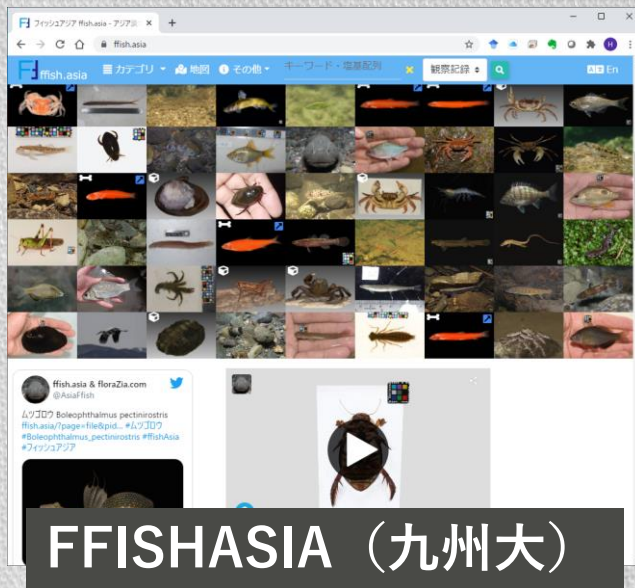 フィッシュアジア ffish.asia - アジア淡
ffish.asia
ffish.asia
カテゴリ
地図
その他
キーワード・塩基配列
観察記録
En
ffish.asia & floraZia.com
@AsiaFfish
ムツゴロウ Boleophthalmus pectinirostris
ffish.asia/?page=file&pid... #ムツゴロウ
#Boleophthalmus_pectinirostris #ffishAsia
#フィッシュアジア
FFISHASIA（九州大）